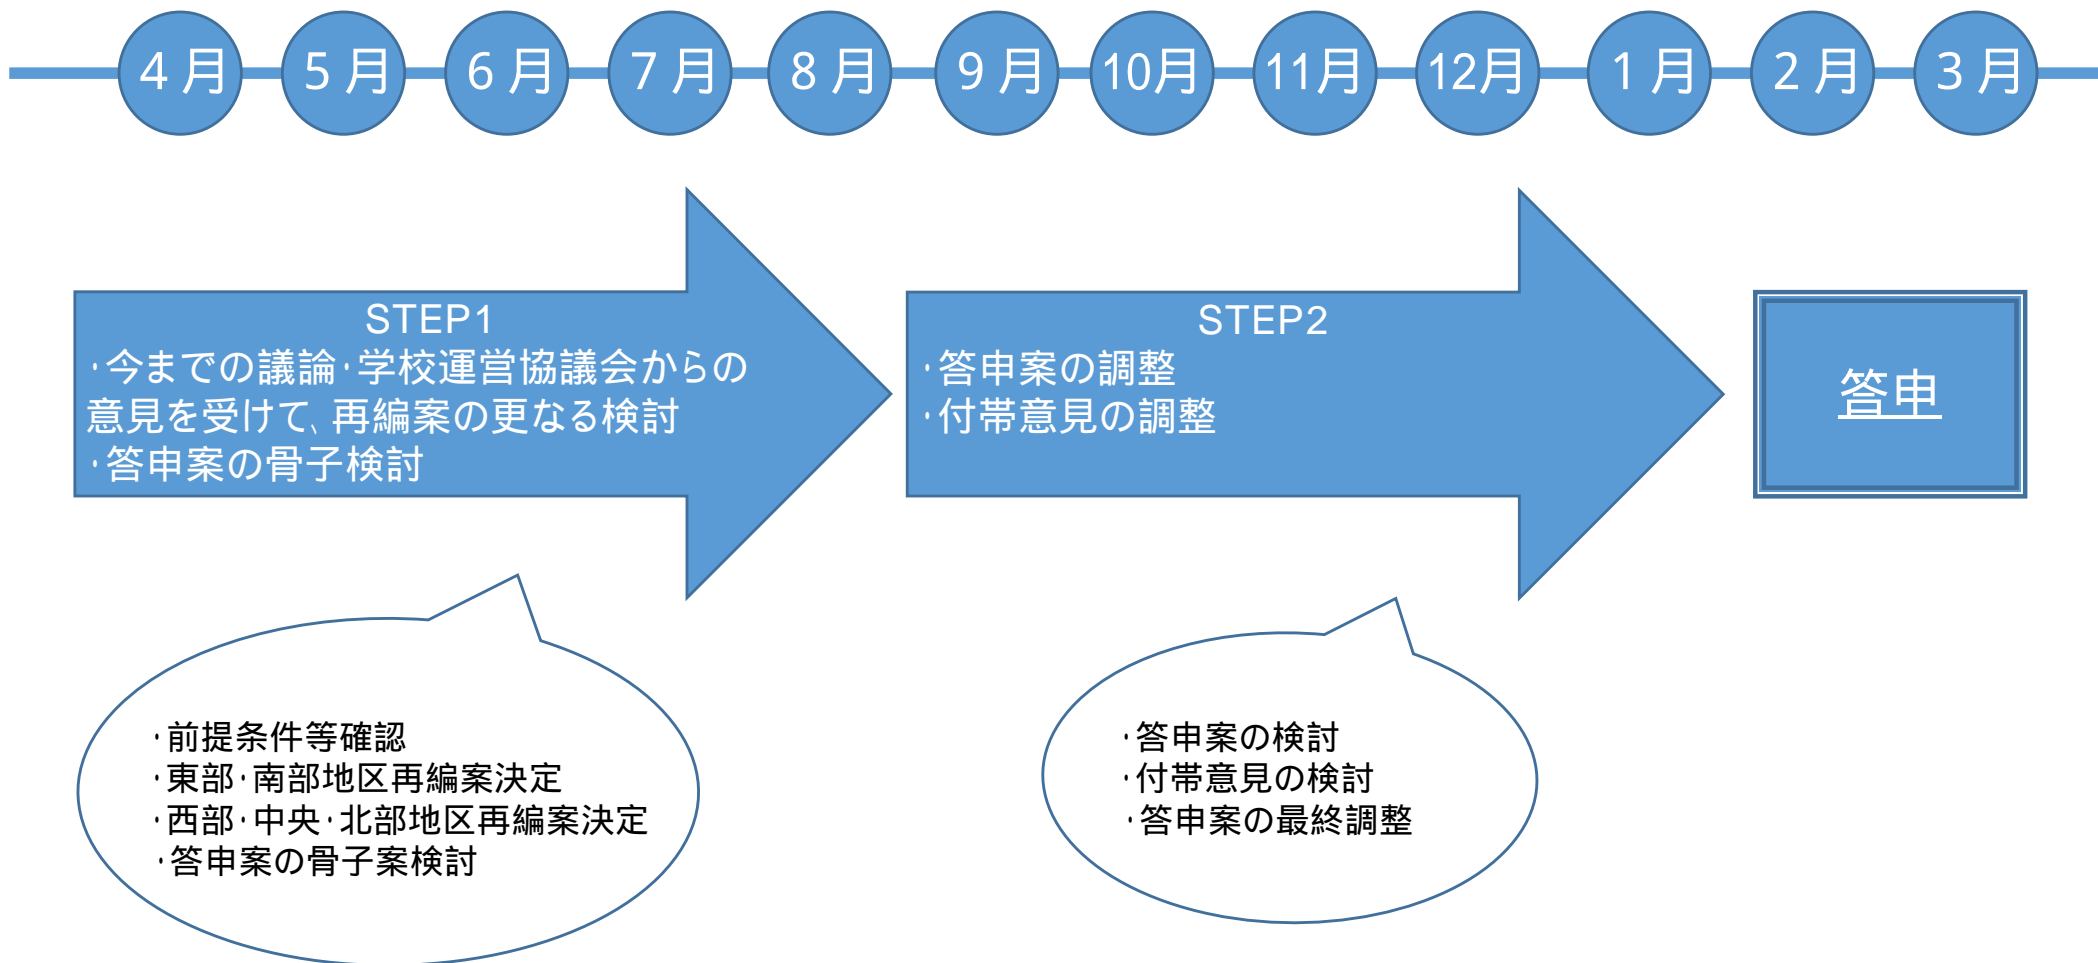 4月 5月 6月 7月 8月 9月 10月 11月 12月 1月 2月 3月
STEP1
・今までの議論・学校運営協議会からの
意見を受けて、再編案の更なる検討
・答申案の骨子検討
STEP2
・答申案の調整
・付帯意見の調整
答申
・前提条件等確認
・東部・南部地区再編案決定
・西部・中央・北部地区再編案決定
・答申案の骨子案検討
・答申案の検討
・付帯意見の検討
・答申案の最終調整